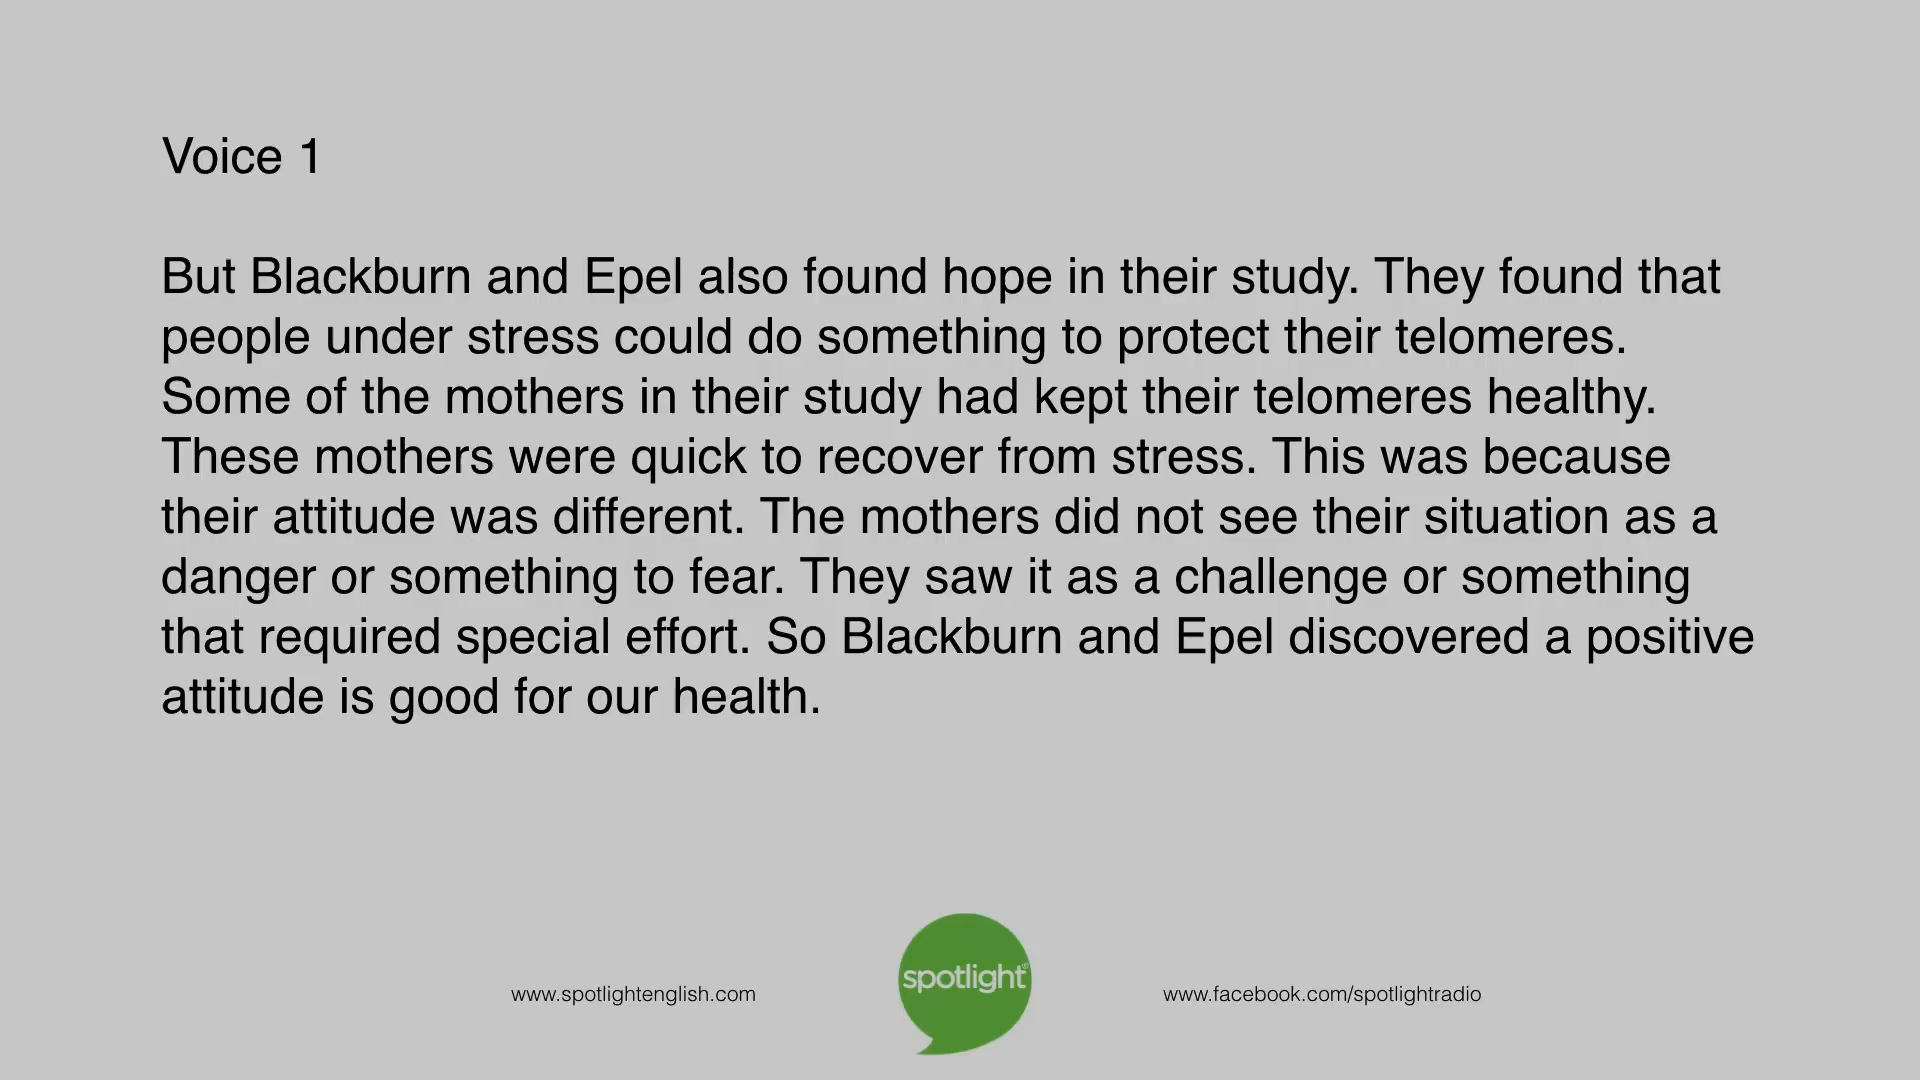 Voice 1
But Blackburn and Epel also found hope in their study. They found that
people under stress could do something to protect their telomeres.
Some of the mothers in their study had kept their telomeres healthy.
These mothers were quick to recover from stress. This was because
their attitude was different. The mothers did not see their situation as a
danger or something to fear. They saw it as a challenge or something
that required special effort. So Blackburn and Epel discovered a positive
attitude is good for our health.
spotlight®
www.spotlightenglish.com
www.facebook.com/spotlightradio